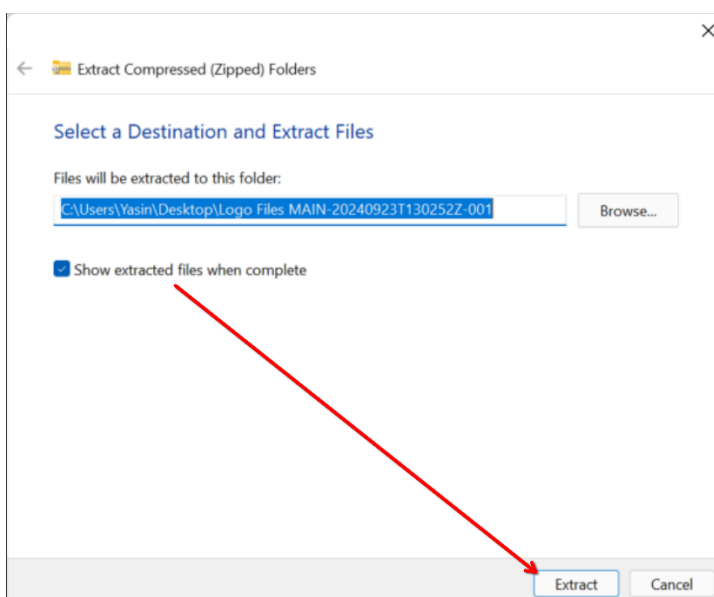 Extract Compressed (Zipped) Folders
Select a Destination and Extract Files
Files will be extracted to this folder:
C:\Users\Yasin\Desktop\Logo Files MAIN-20240923T130252Z-001
Browse...
Show extracted files when complete
Extract
Cancel